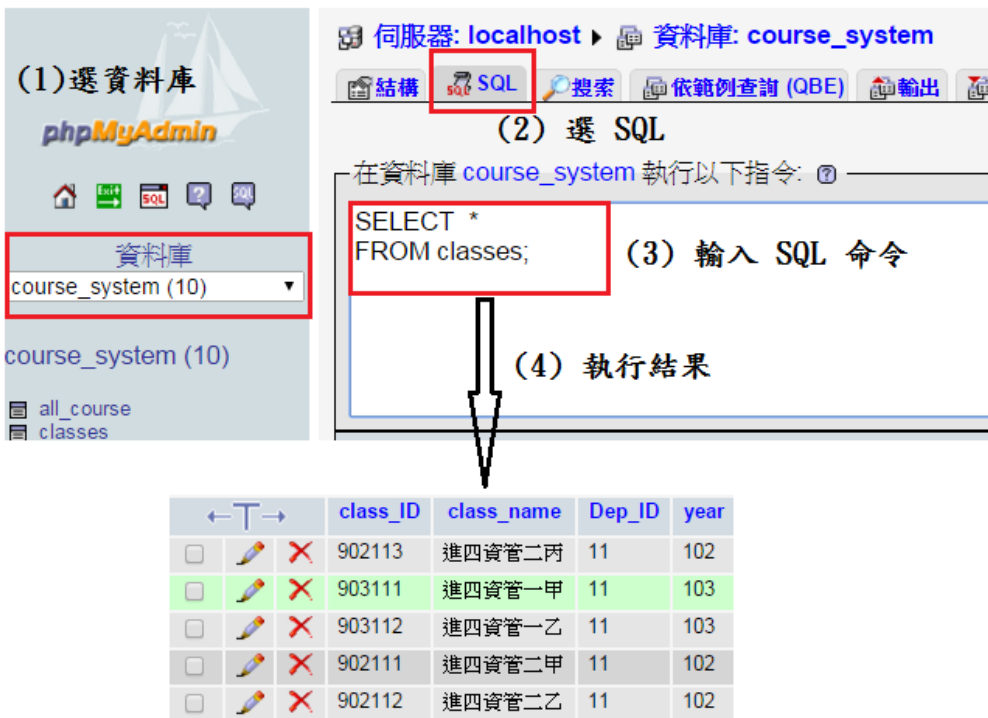 (1)選資料庫
phpMyAdmin
Exit
SQL
?
SQL
資料庫
course_system (10)
course_system (10)
all_course
classes
伺服器: localhost ▸ 資料庫: course_system
結構 SQL SQL 搜索 依範例查詢 (QBE) 輸出
(2) 選 SQL
在資料庫 course_system 執行以下指令: ?
SELECT *
FROM classes;
(3) 輸入 SQL 命令
(4) 執行結果
←T→ class_ID class_name Dep_ID year
902113 進四資管二丙 11 102
903111 進四資管一甲 11 103
903112 進四資管一乙 11 103
902111 進四資管二甲 11 102
902112 進四資管二乙 11 102